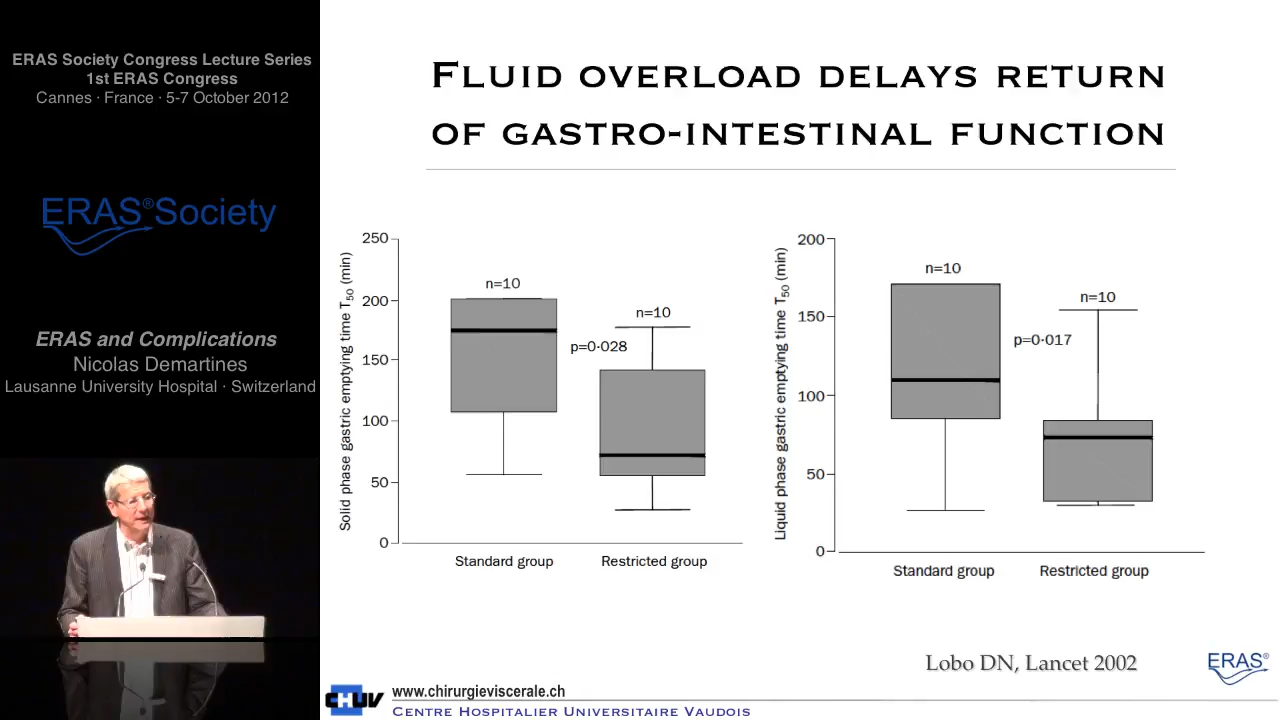 ERAS Society Congress Lecture Series
1st ERAS Congress
Cannes · France · 5-7 October 2012
ERAS®Society
ERAS and Complications
Nicolas Demartines
Lausanne University Hospital · Switzerland
FLUID OVERLOAD DELAYS RETURN
OF GASTRO-INTESTINAL FUNCTION
Solid phase gastric emptying time T50 (min)
250
200
150
100
50
0
n=10
n=10
p=0·028
Standard group
Restricted group
Liquid phase gastric emptying time T50 (min)
200
150
100
50
0
n=10
n=10
p=0·017
Standard group
Restricted group
Lobo DN, Lancet 2002
ERAS®
CHUV
www.chirurgieviscerale.ch
CENTRE HOSPITALIER UNIVERSITAIRE VAUDOIS